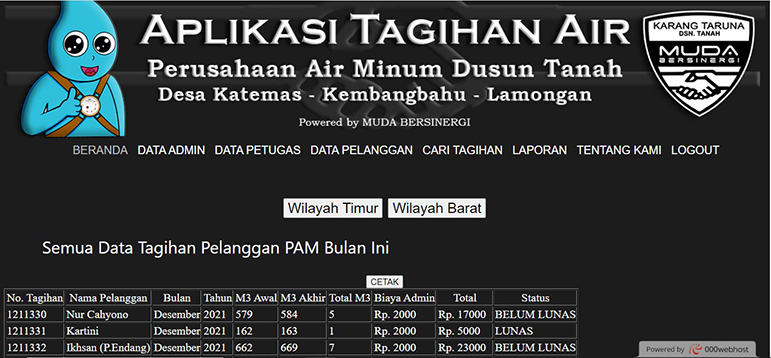 APLIKASI TAGIHAN AIR
Perusahaan Air Minum Dusun Tanah
Desa Katemas - Kembangbahu - Lamongan
Powered by MUDA BERSINERGI
KARANG TARUNA
DSN. TANAH
MUDA
BERSINERGI
BERANDA DATA ADMIN DATA PETUGAS DATA PELANGGAN CARI TAGIHAN LAPORAN TENTANG KAMI LOGOUT
Wilayah Timur Wilayah Barat
Semua Data Tagihan Pelanggan PAM Bulan Ini
CETAK
No. Tagihan Nama Pelanggan Bulan Tahun M3 Awal M3 Akhir Total M3 Biaya Admin Total Status
1211330 Nur Cahyono Desember 2021 579 584 5 Rp. 2000 Rp. 17000 BELUM LUNAS
1211331 Kartini Desember 2021 162 163 1 Rp. 2000 Rp. 5000 LUNAS
1211332 Ikhsan (P.Endang) Desember 2021 662 669 7 Rp. 2000 Rp. 23000 BELUM LUNAS
Powered by 000webhost